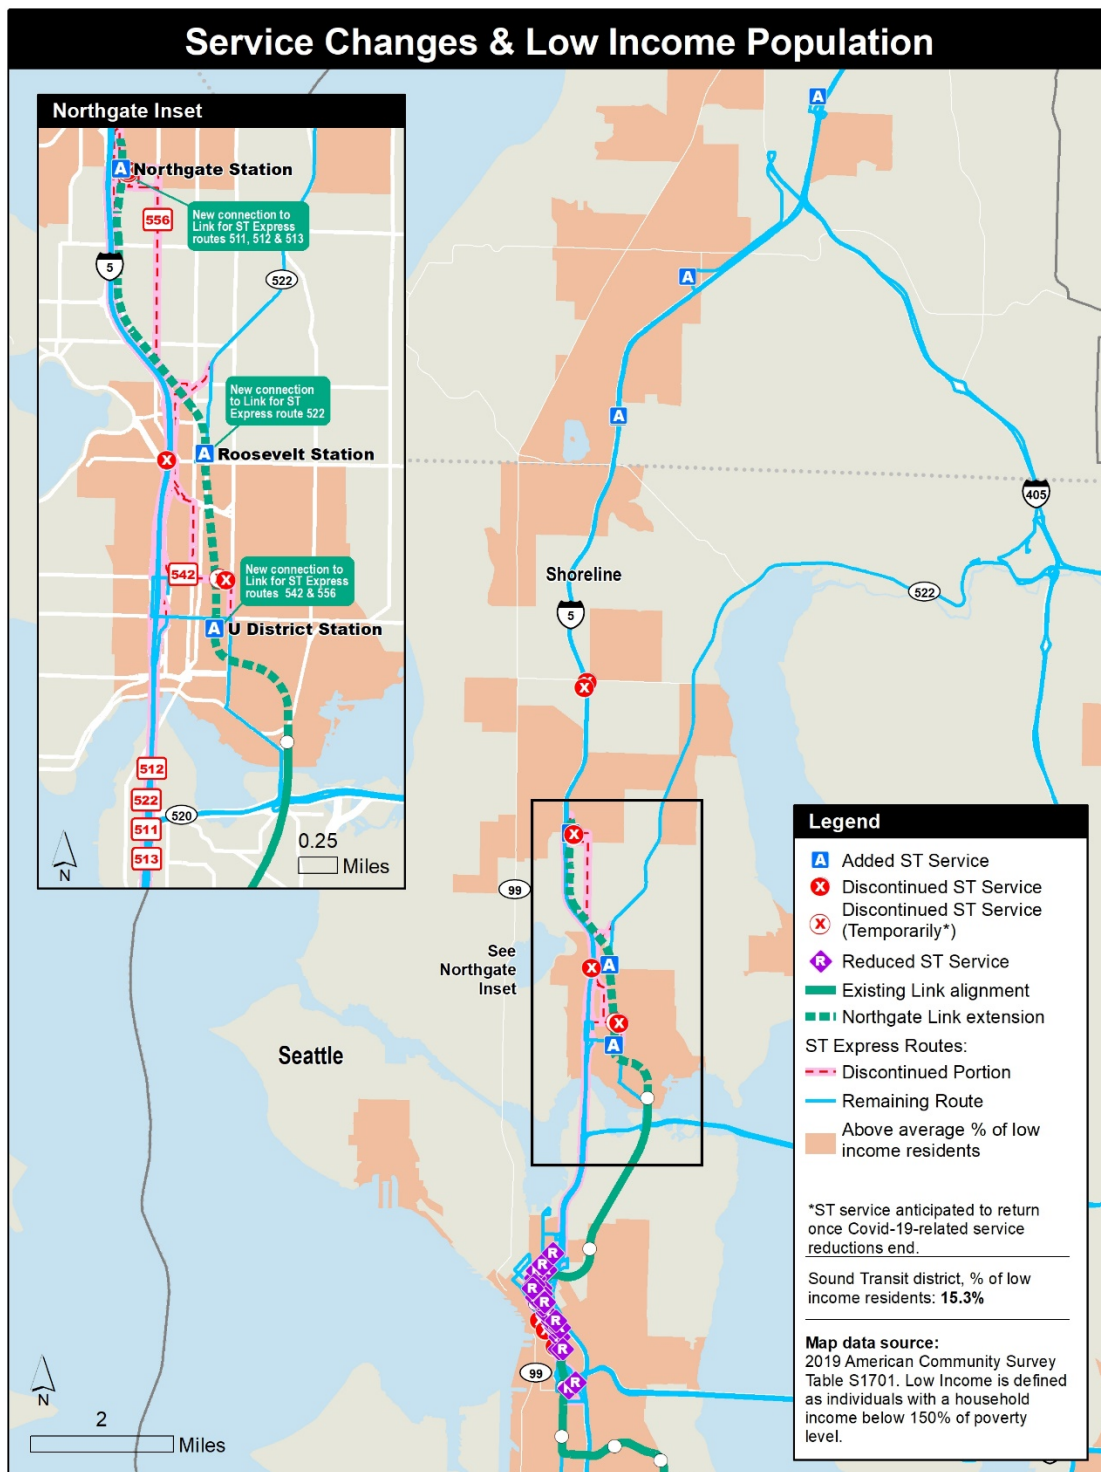 Service Changes & Low Income Population
Northgate Inset
A
Northgate Station
New connection to
Link for ST Express
routes 511, 512 & 513
556
5
522
New connection
to Link for ST
Express route 522
A
Roosevelt Station
X
New connection to
Link for ST Express
routes 542 & 556
542
X
A
U District Station
512
522
511
513
520
N
0.25
Miles
A
A
A
405
Shoreline
5
522
X
X
99
See
Northgate
Inset
X
A
X
A
Seattle
R
R
R
R
R
R
99
R
N
2
Miles
Legend
A Added ST Service
X Discontinued ST Service
X Discontinued ST Service
(Temporarily*)
R Reduced ST Service
Existing Link alignment
Northgate Link extension
ST Express Routes:
Discontinued Portion
Remaining Route
Above average % of low
income residents
*ST service anticipated to return
once Covid-19-related service
reductions end.
Sound Transit district, % of low
income residents: 15.3%
Map data source:
2019 American Community Survey
Table S1701. Low Income is defined
as individuals with a household
income below 150% of poverty
level.